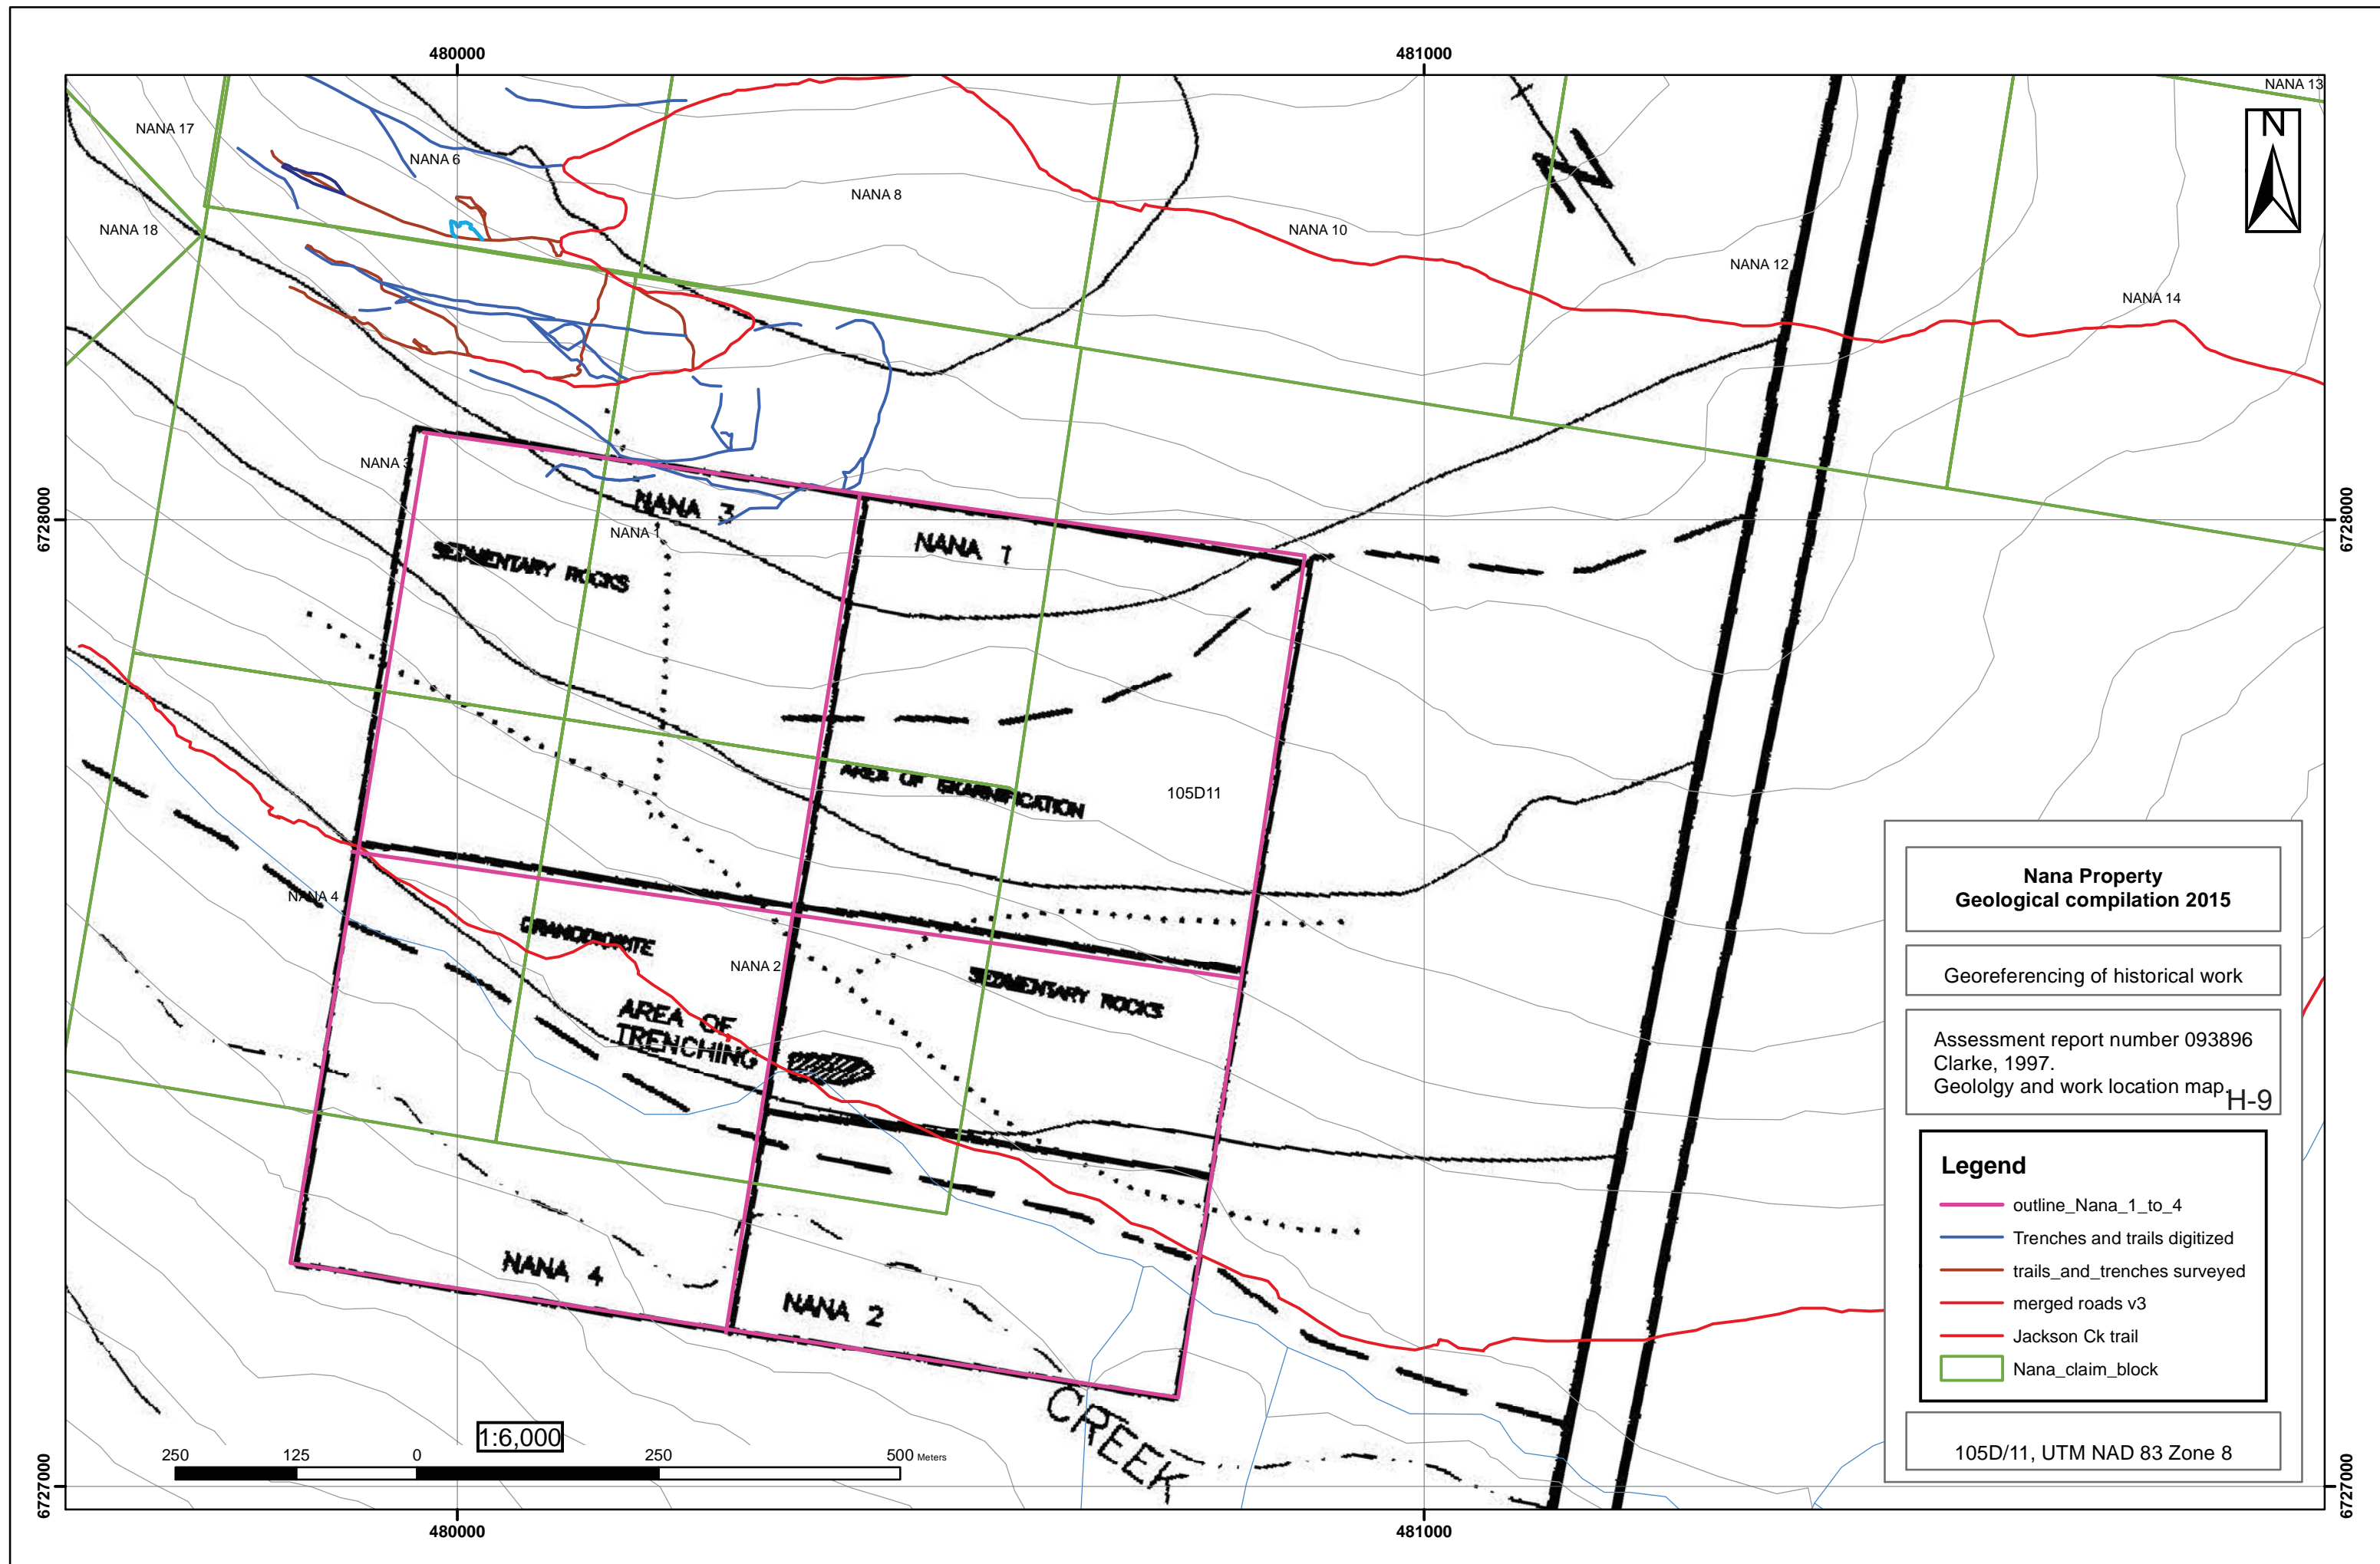 480000
481000
NANA 13
NANA 17
NANA 6
N
NANA 8
NANA 18
NANA 10
N
NANA 12
NANA 14
NANA 3
6728000
6728000
NANA 3
NANA 1
NANA 1
SEDIMENTARY ROCKS
AREA OF SKARNIFICATION
105D11
NANA 4
GRANODIORITE
NANA 2
SEDIMENTARY ROCKS
AREA OF
TRENCHING
NANA 4
NANA 2
CREEK
Nana Property
Geological compilation 2015
Georeferencing of historical work
Assessment report number 093896
Clarke, 1997.
Geololgy and work location map.
H-9
Legend
outline_Nana_1_to_4
Trenches and trails digitized
trails_and_trenches surveyed
merged roads v3
Jackson Ck trail
Nana_claim_block
105D/11, UTM NAD 83 Zone 8
1:6,000
250 125 0 250 500 Meters
6727000
6727000
480000
481000